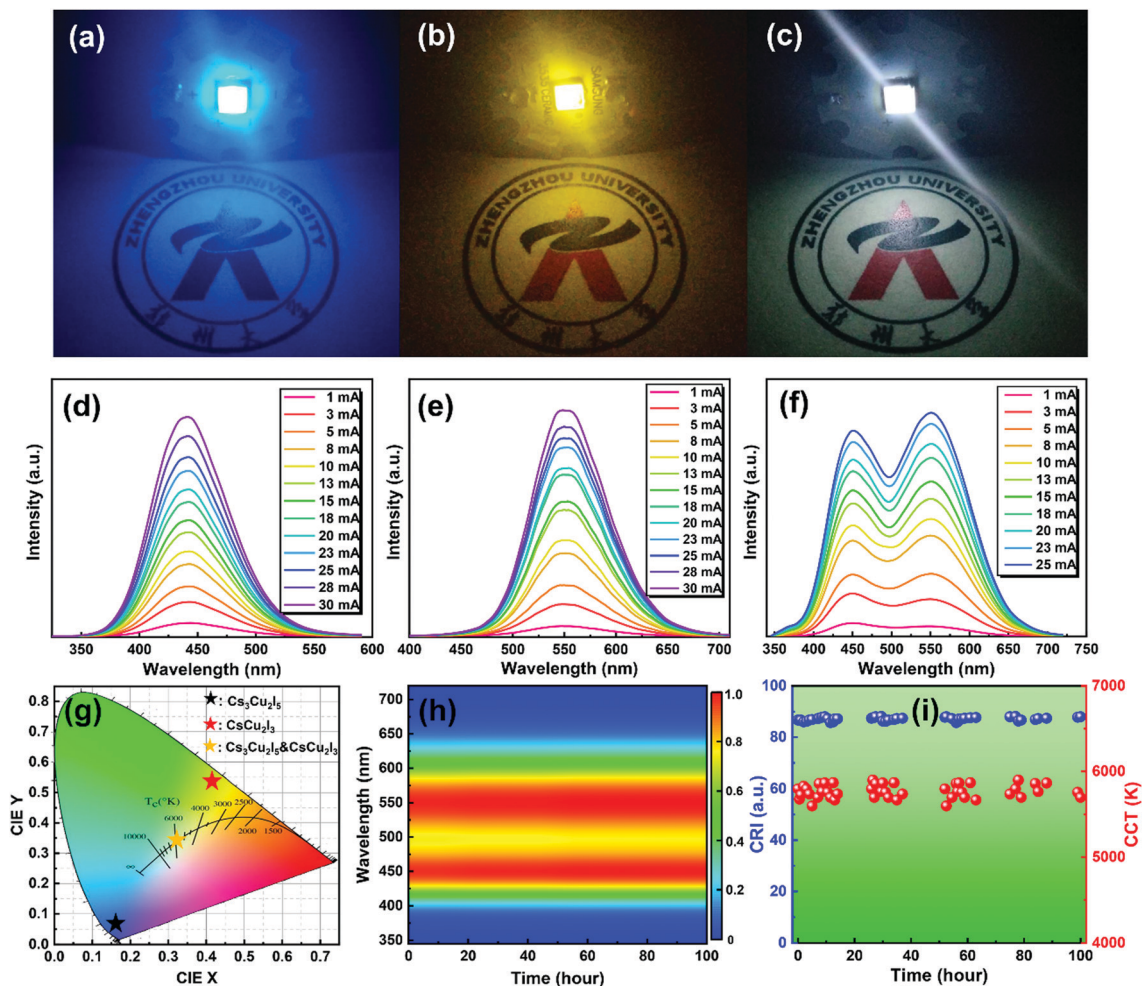 (a)
ZHENGZHOU UNIVERSITY
(b)
ZHENGZHOU UNIVERSITY
(c)
ZHENGZHOU UNIVERSITY
(d)
Intensity (a.u.)
1 mA
3 mA
5 mA
8 mA
10 mA
13 mA
15 mA
18 mA
20 mA
23 mA
25 mA
28 mA
30 mA
400 450 500 550 600
Wavelength (nm)
(e)
Intensity (a.u.)
1 mA
3 mA
5 mA
8 mA
10 mA
13 mA
15 mA
18 mA
20 mA
23 mA
25 mA
28 mA
30 mA
400 450 500 550 600 650 700
Wavelength (nm)
(f)
Intensity (a.u.)
1 mA
3 mA
5 mA
8 mA
10 mA
13 mA
15 mA
18 mA
20 mA
23 mA
25 mA
350 400 450 500 550 600 650 700 750
Wavelength (nm)
(g)
★: Cs₃Cu₂I₅
★: CsCu₂I₃
★: Cs₃Cu₂I₅&CsCu₂I₃
T_C(°K)
∞ 10000 6000 4000 3000 2500 2000 1500
CIE Y
0.8
0.7
0.6
0.5
0.4
0.3
0.2
0.1
0.0
0.0 0.1 0.2 0.3 0.4 0.5 0.6 0.7
CIE X
(h)
Wavelength (nm)
700
650
600
550
500
450
400
350
0 20 40 60 80 100
Time (hour)
1.0
0.8
0.6
0.4
0.2
0
(i)
CRI (a.u.)
100
80
60
40
20
0
0 20 40 60 80 100
Time (hour)
7000
6000
5000
4000
CCT (K)